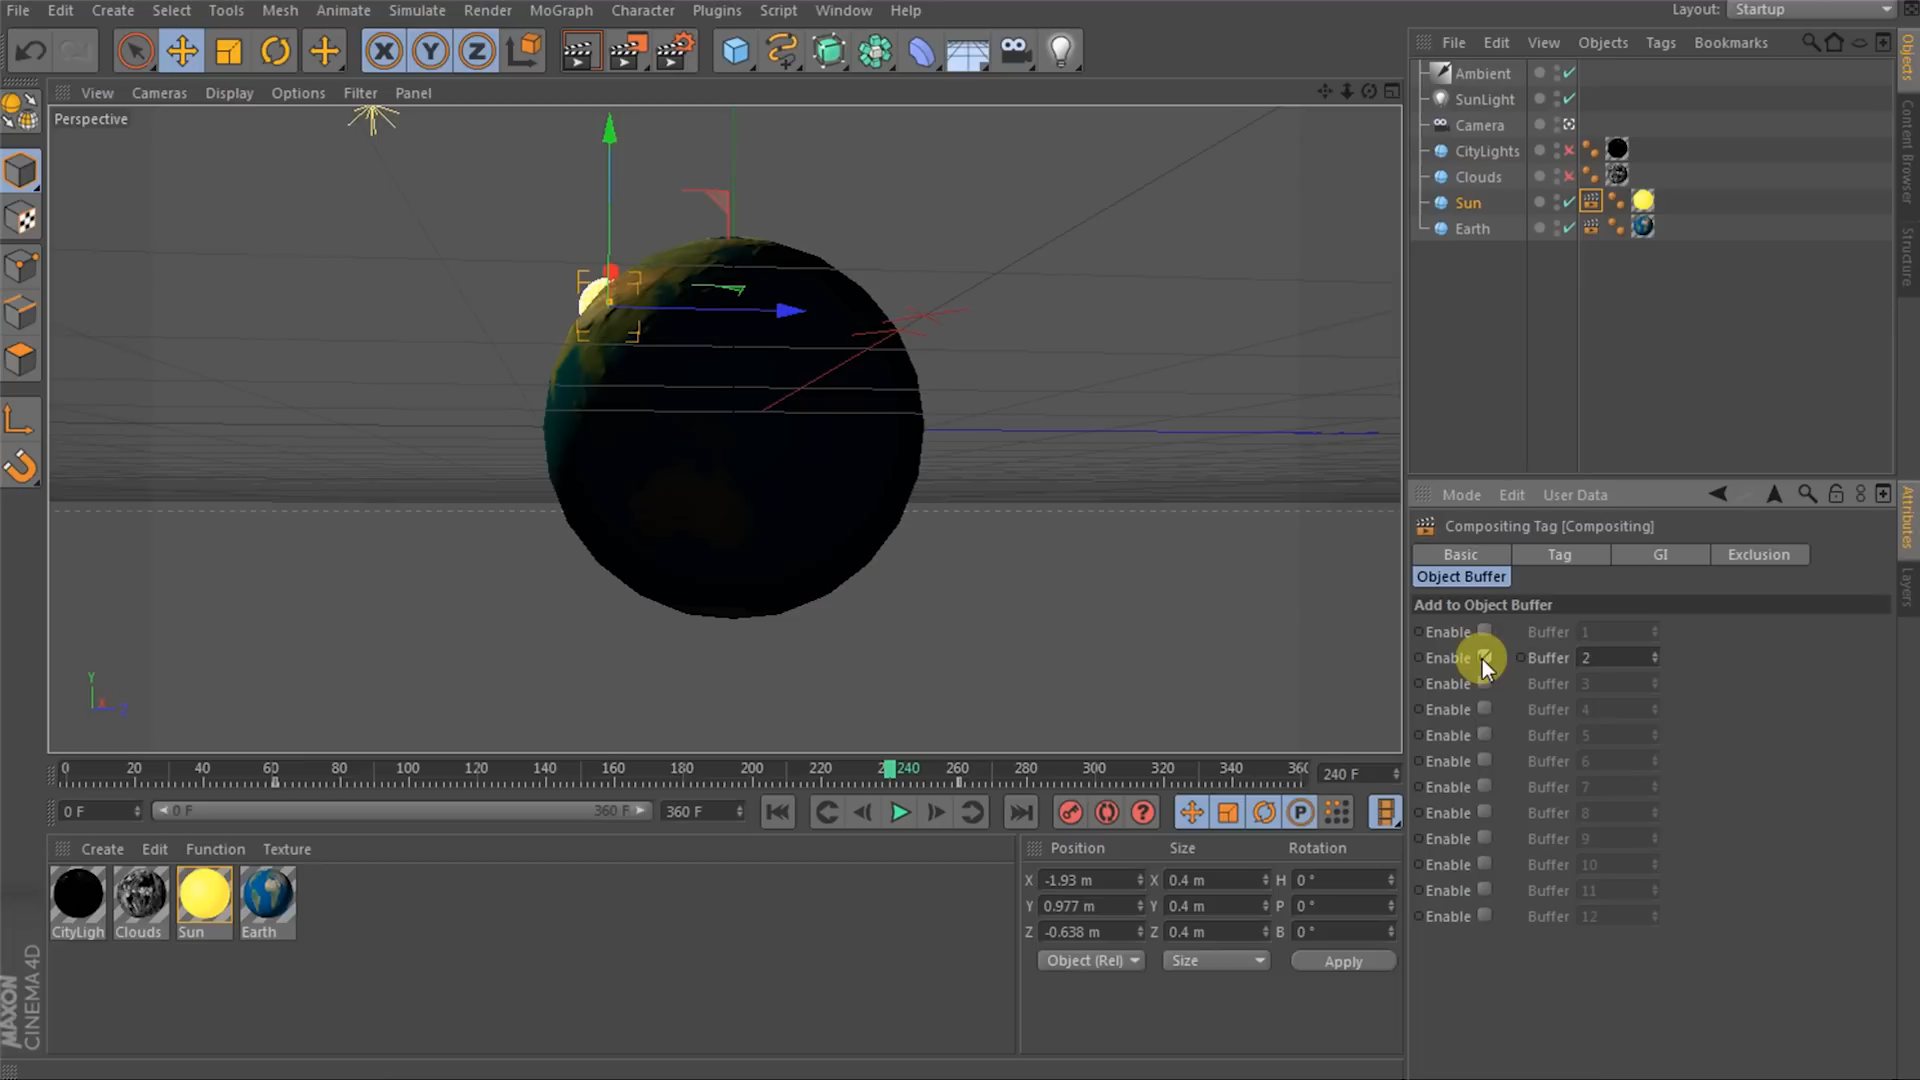 File Edit Create Select Tools Mesh Animate Simulate Render MoGraph Character Plugins Script Window Help Layout: Startup
X Y Z
File Edit View Objects Tags Bookmarks
View Cameras Display Options Filter Panel
Perspective
Ambient
SunLight
Camera
CityLights
Clouds
Sun
Earth
Objects
Content Browser
Structure
Attributes
Layers
Mode Edit User Data
Compositing Tag [Compositing]
Basic Tag GI Exclusion
Object Buffer
Add to Object Buffer
Enable Buffer 1
Enable Buffer 2
Enable Buffer 3
Enable Buffer 4
Enable Buffer 5
Enable Buffer 6
Enable Buffer 7
Enable Buffer 8
Enable Buffer 9
Enable Buffer 10
Enable Buffer 11
Enable Buffer 12
Y
X Z
0 20 40 60 80 100 120 140 160 180 200 220 240 260 280 300 320 340 240 F
0 F 0 F 360 F 360 F
P
Create Edit Function Texture
CityLigh Clouds Sun Earth
Position Size Rotation
X -1.93 m X 0.4 m H 0 °
Y 0.977 m Y 0.4 m P 0 °
Z -0.638 m Z 0.4 m B 0 °
Object (Rel) Size Apply
MAXON
CINEMA 4D